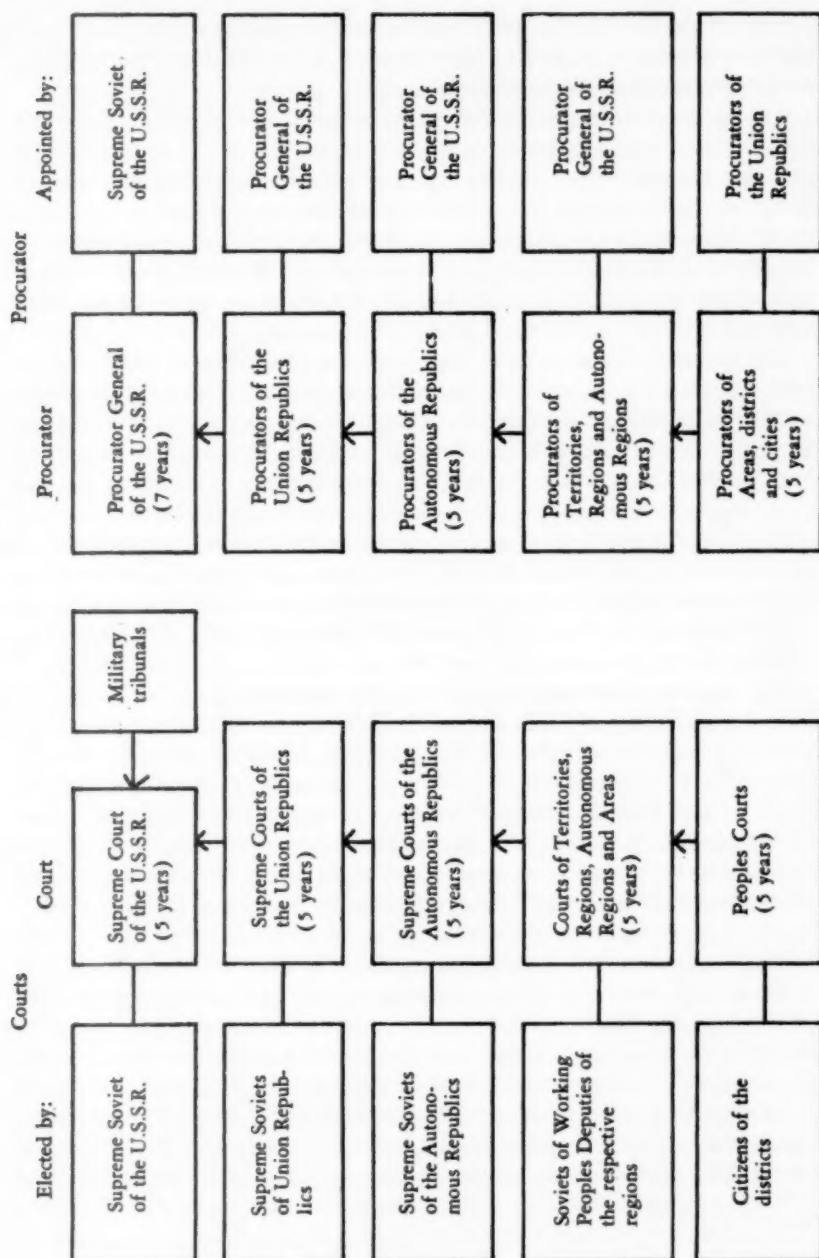 Courts
Procurator
Elected by:
Court
Procurator
Appointed by:
Supreme Soviet
of the U.S.S.R.
Supreme Court
of the U.S.S.R.
(5 years)
Military
tribunals
Procurator General
of the U.S.S.R.
(7 years)
Supreme Soviet
of the U.S.S.R.
Supreme Soviets
of Union Repub-
lics
Supreme Courts of
the Union Republics
(5 years)
Procurators of the
Union Republics
(5 years)
Procurator
General of
the U.S.S.R.
Supreme Soviets
of the Autono-
mous Republics
Supreme Courts of the
Autonomous Republics
(5 years)
Procurators of the
Autonomous Republics
(5 years)
Procurator
General of
the U.S.S.R.
Soviets of Working
Peoples Deputies of
the respective
regions
Courts of Territories,
Regions, Autonomous
Regions and Areas
(5 years)
Procurators of
Territories,
Regions and Autono-
mous Regions
(5 years)
Procurator
General of
the U.S.S.R.
Citizens of the
districts
Peoples Courts
(5 years)
Procurators of
Areas, districts
and cities
(5 years)
Procurators of
the Union
Republics